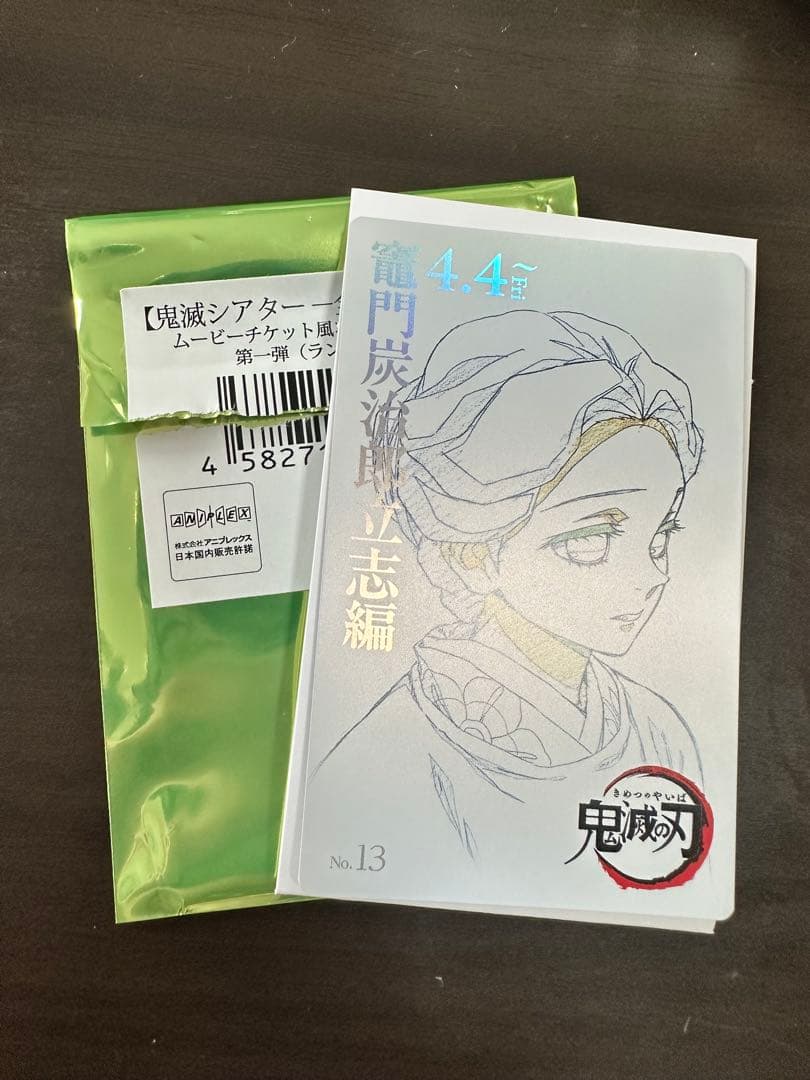 【鬼滅シアター ―
ムービーチケット風
第一弾（ラン
4 5827
ANIPLEX
株式会社アニプレックス
日本国内販売許諾
4.4~Fri
竈門炭治郎立志編
きめつのやいば
鬼滅の刃
No.13